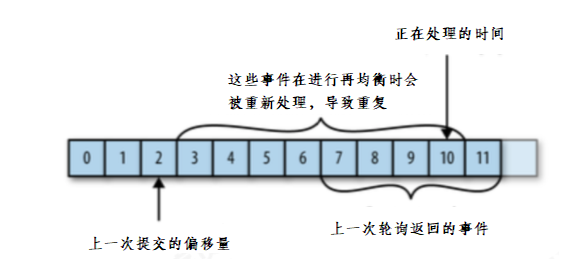 正在处理的时间
这些事件在进行再均衡时会
被重新处理，导致重复
0 1 2 3 4 5 6 7 8 9 10 11
上一次提交的偏移量
上一次轮询返回的事件